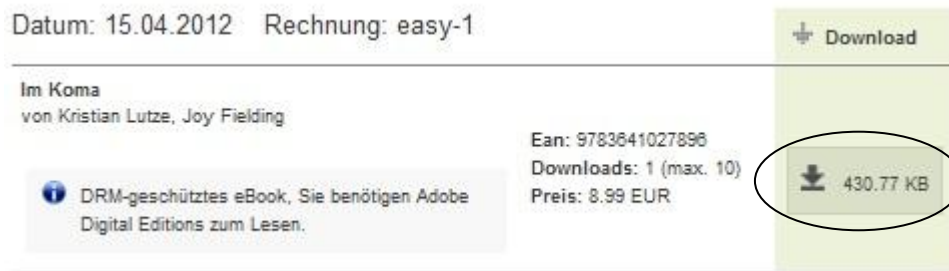 Datum: 15.04.2012 Rechnung: easy-1
Download
Im Koma
von Kristian Lutze, Joy Fielding
Ean: 9783641027896
Downloads: 1 (max. 10)
Preis: 8.99 EUR
430.77 KB
DRM-geschütztes eBook, Sie benötigen Adobe
Digital Editions zum Lesen.